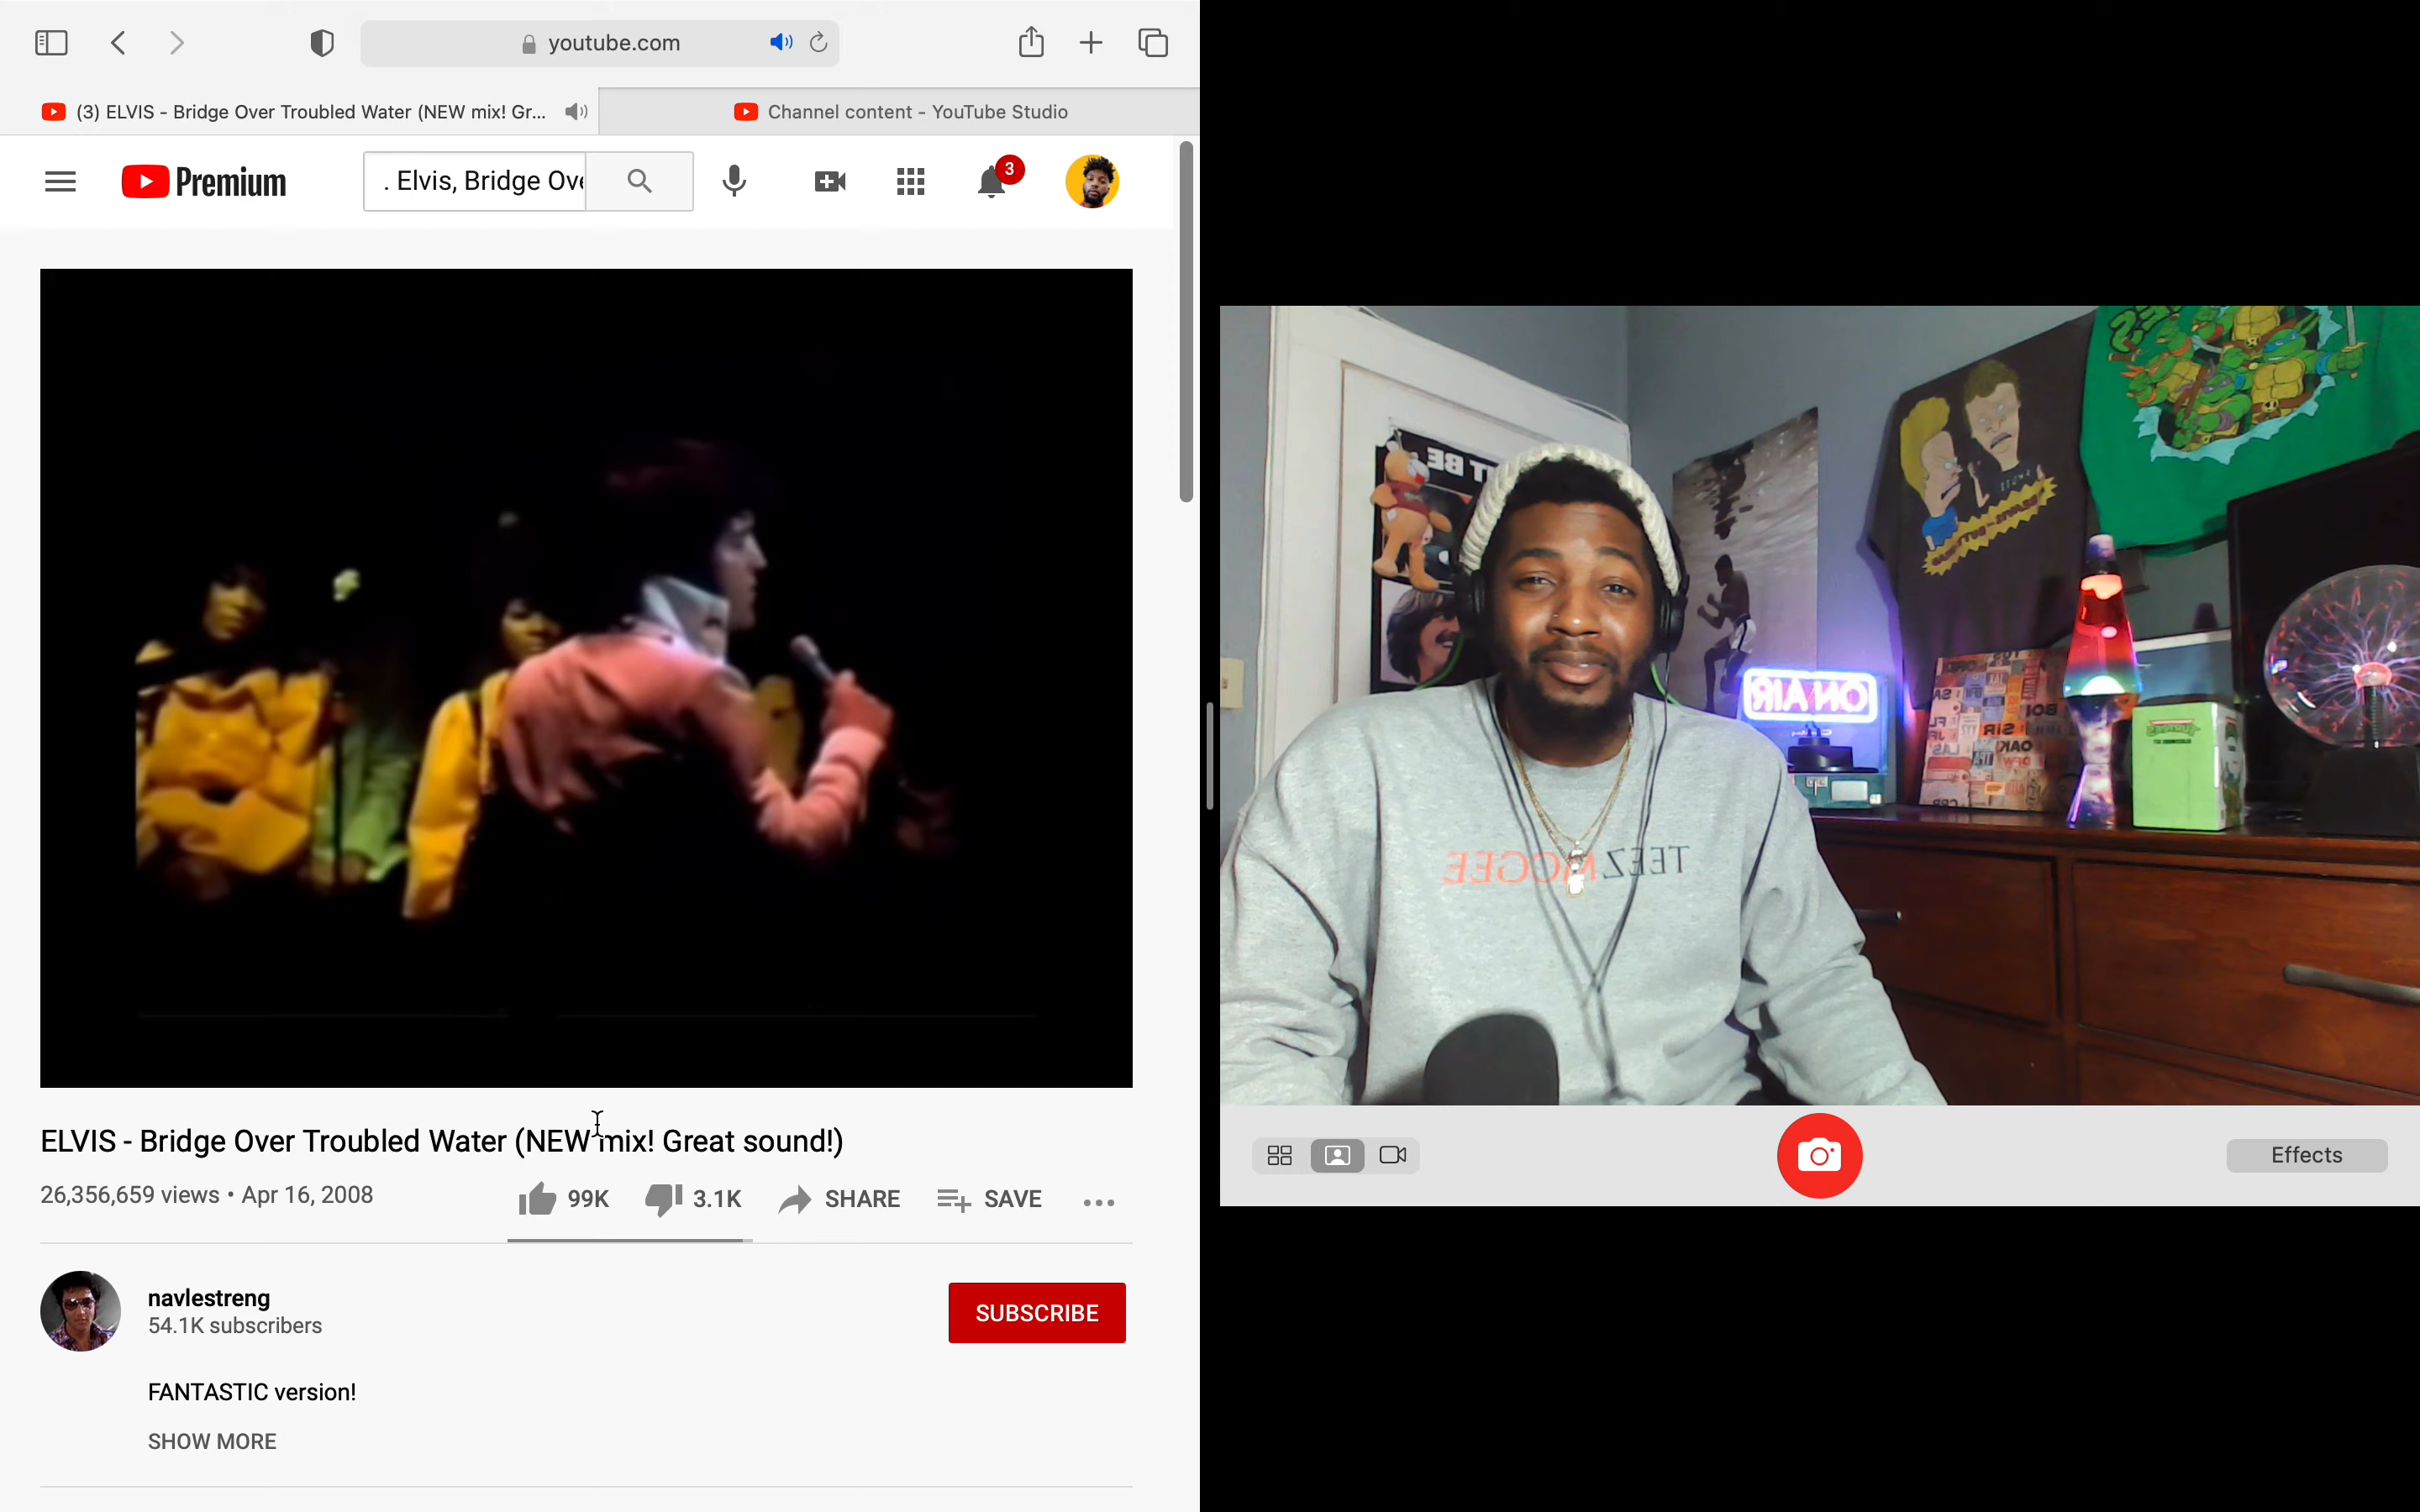 youtube.com
(3) ELVIS - Bridge Over Troubled Water (NEW mix! Gr...
Channel content - YouTube Studio
Premium
. Elvis, Bridge Ove
3
ELVIS - Bridge Over Troubled Water (NEW mix! Great sound!)
26,356,659 views • Apr 16, 2008
99K
3.1K
SHARE
SAVE
navlestreng
54.1K subscribers
SUBSCRIBE
FANTASTIC version!
SHOW MORE
ON AIR
TEEZ MCGEE
Effects